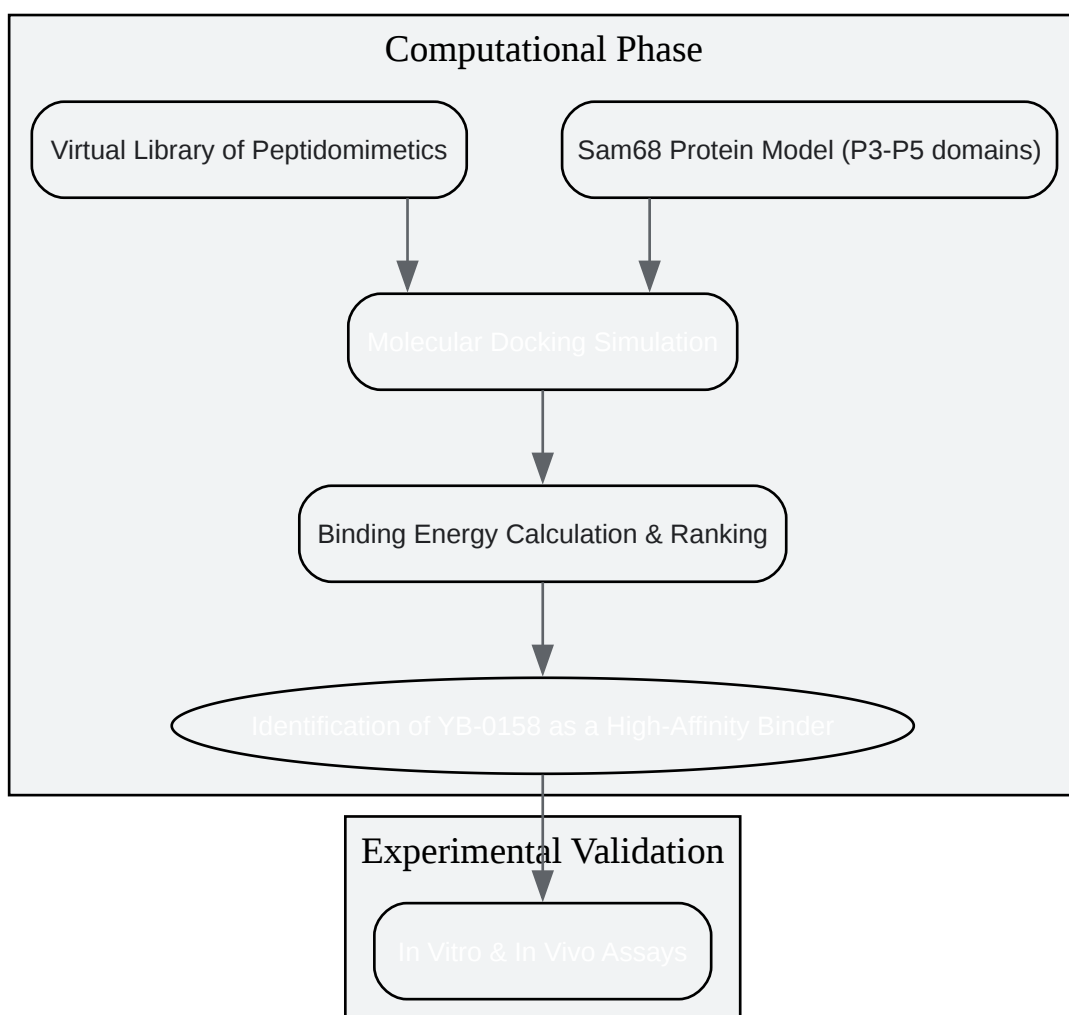 Computational Phase
Virtual Library of Peptidomimetics
Sam68 Protein Model (P3-P5 domains)
Molecular Docking Simulation
Binding Energy Calculation & Ranking
Identification of YB-0158 as a High-Affinity Binder
Experimental Validation
In Vitro & In Vivo Assays